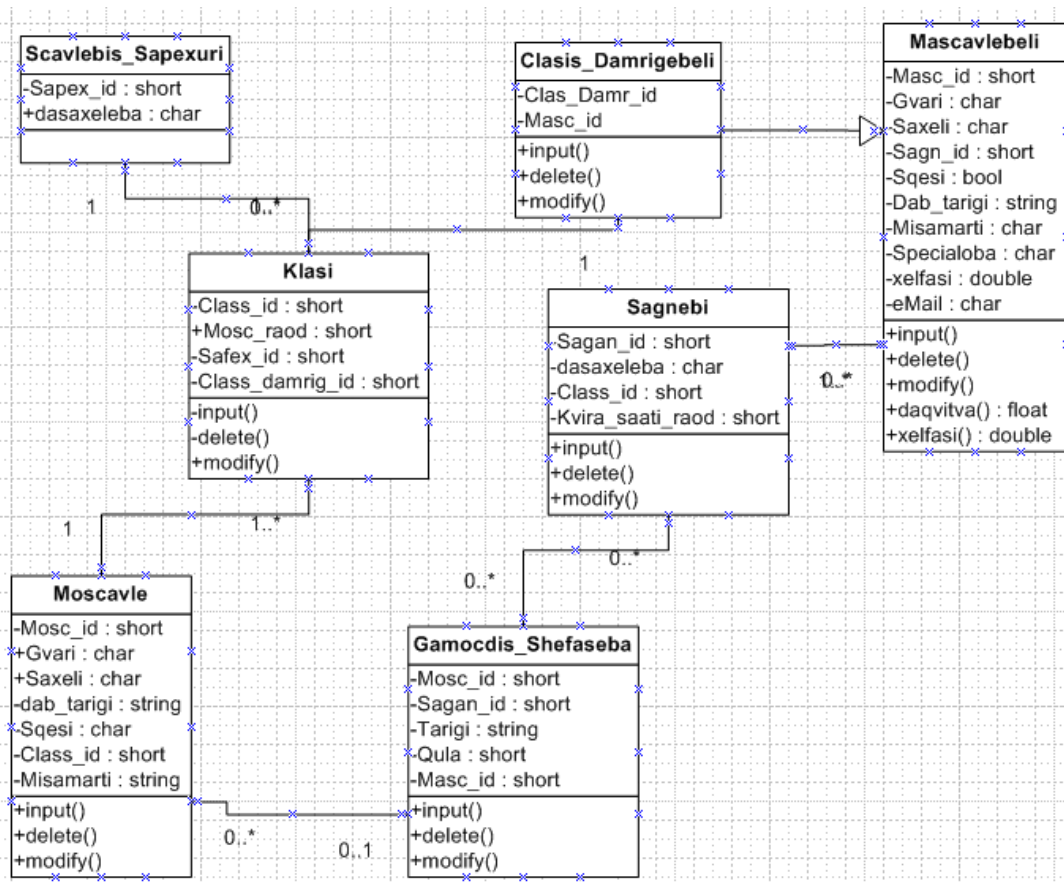 Scavlebis_Sapexuri
-Sapex_id : short
+dasaxeleba : char
Clasis_Damrigebeli
-Clas_Damr_id
-Masc_id
+input()
+delete()
+modify()
Mascavlebeli
-Masc_id : short
-Gvari : char
-Saxeli : char
-Sagn_id : short
-Sqesi : bool
-Dab_tarigi : string
-Misamarti : char
-Specialoba : char
-xelfasi : double
-eMail : char
+input()
+delete()
+modify()
+daqvitva() : float
+xelfasi() : double
1
1
Klasi
-Class_id : short
+Mosc_raod : short
-Safex_id : short
-Class_damrig_id : short
-input()
-delete()
+modify()
Sagnebi
-Sagan_id : short
-dasaxeleba : char
-Class_id : short
-Kvira_saati_raod : short
+input()
+delete()
+modify()
1
1..*
0..*
0..*
Moscavle
-Mosc_id : short
+Gvari : char
+Saxeli : char
-dab_tarigi : string
-Sqesi : char
-Class_id : short
-Misamarti : string
+input()
+delete()
+modify()
Gamocdis_Shefaseba
-Mosc_id : short
-Sagan_id : short
-Tarigi : string
-Qula : short
-Masc_id : short
+input()
+delete()
+modify()
0..*
0..1